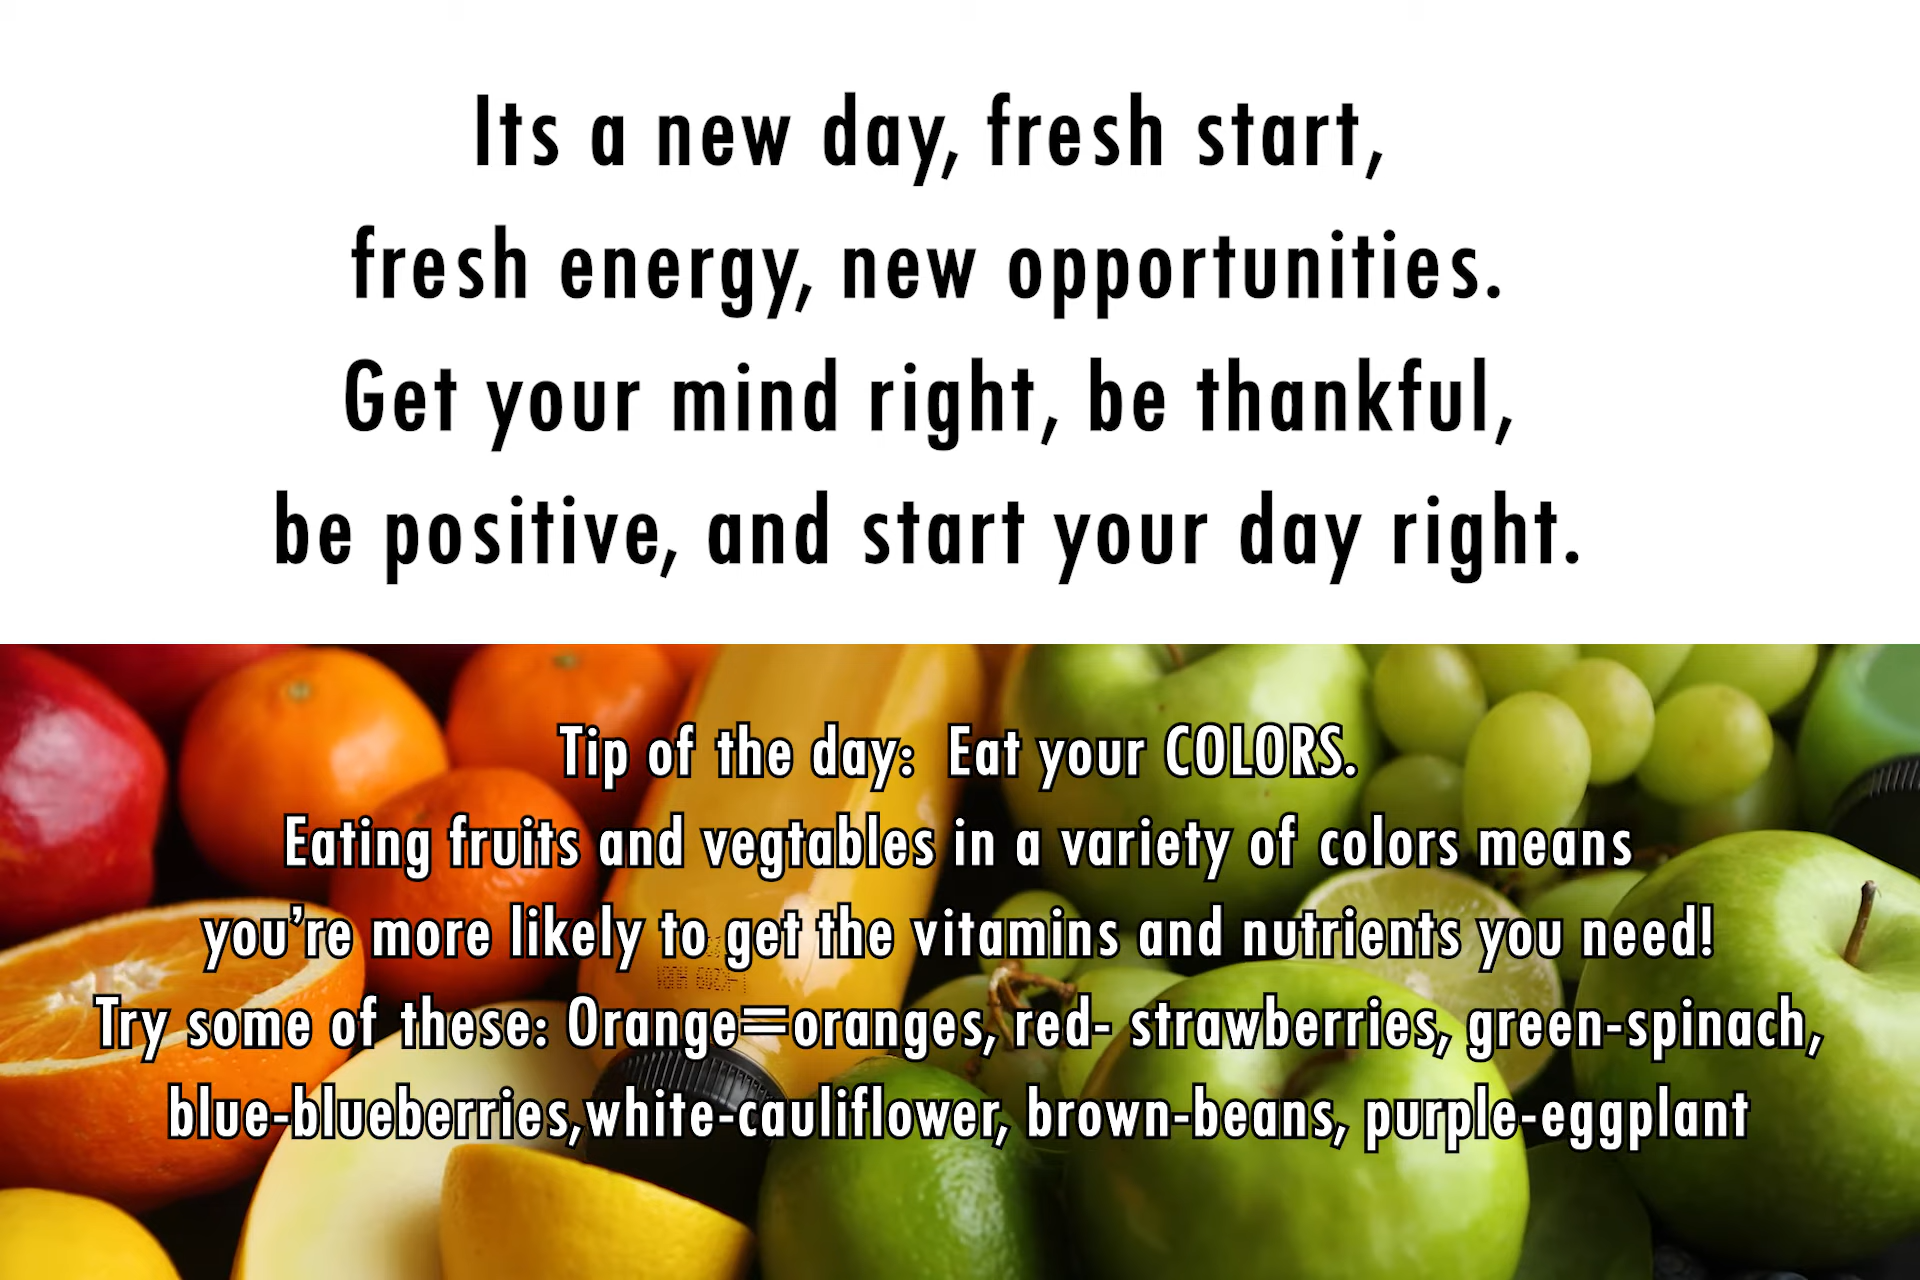 Its a new day, fresh start,
fresh energy, new opportunities.
Get your mind right, be thankful,
be positive, and start your day right.
Tip of the day:  Eat your COLORS.
Eating fruits and vegtables in a variety of colors means
you’re more likely to get the vitamins and nutrients you need!
Try some of these: Orange=oranges, red- strawberries, green-spinach,
blue-blueberries,white-cauliflower, brown-beans, purple-eggplant